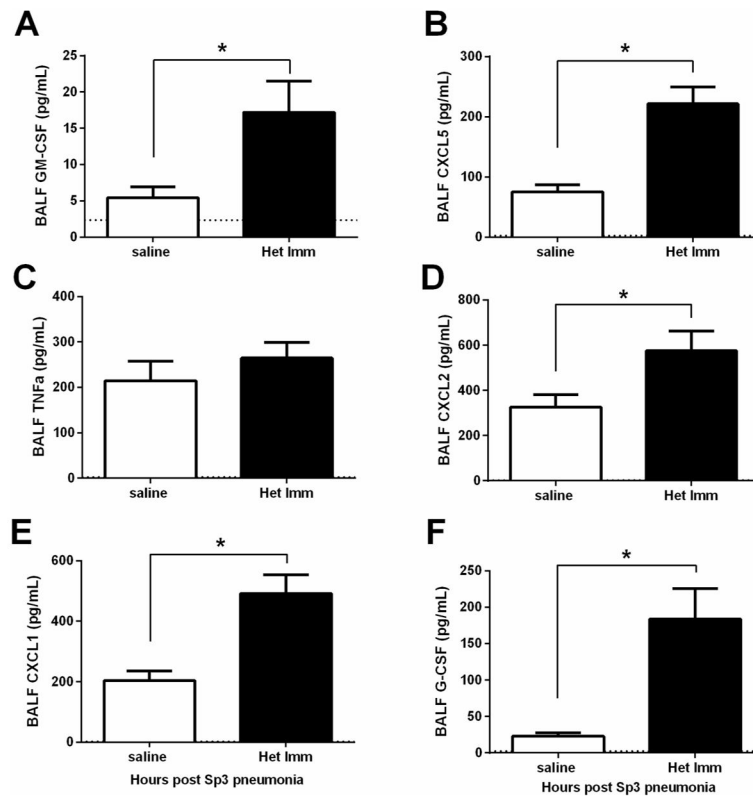 A
BALF GM-CSF (pg/mL)
25
20
15
10
5
0
*
saline
Het Imm
B
BALF CXCL5 (pg/mL)
300
200
100
0
*
saline
Het Imm
C
BALF TNFa (pg/mL)
400
300
200
100
0
saline
Het Imm
D
BALF CXCL2 (pg/mL)
800
600
400
200
0
*
saline
Het Imm
E
BALF CXCL1 (pg/mL)
600
400
200
0
*
saline
Het Imm
Hours post Sp3 pneumonia
F
BALF G-CSF (pg/mL)
250
200
150
100
50
0
*
saline
Het Imm
Hours post Sp3 pneumonia